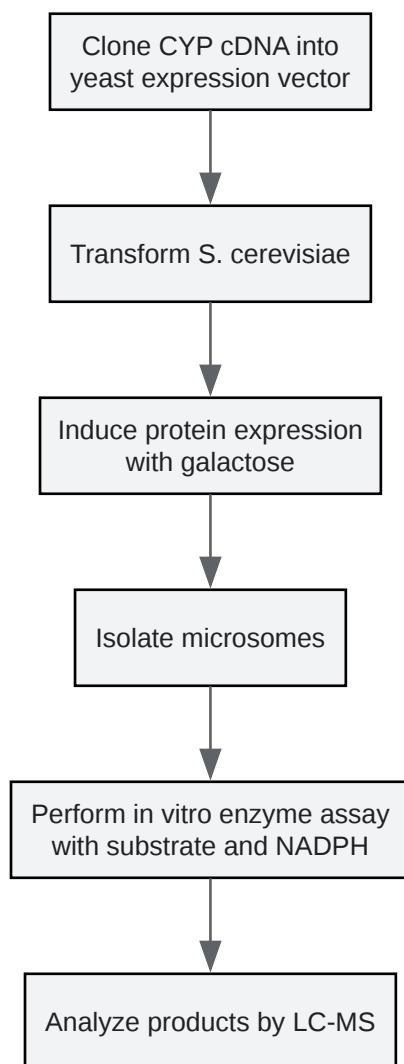 Clone CYP cDNA into
yeast expression vector
Transform S. cerevisiae
Induce protein expression
with galactose
Isolate microsomes
Perform in vitro enzyme assay
with substrate and NADPH
Analyze products by LC-MS